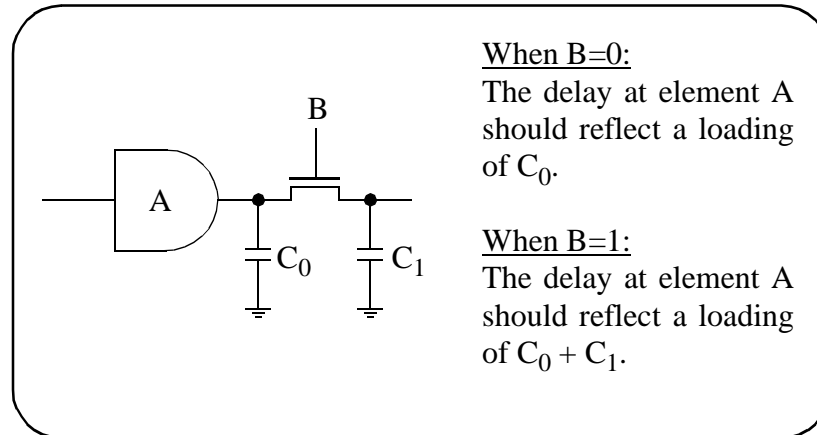 B
A
C0
C1
When B=0:
The delay at element A
should reflect a loading
of C0.
When B=1:
The delay at element A
should reflect a loading
of C0 + C1.